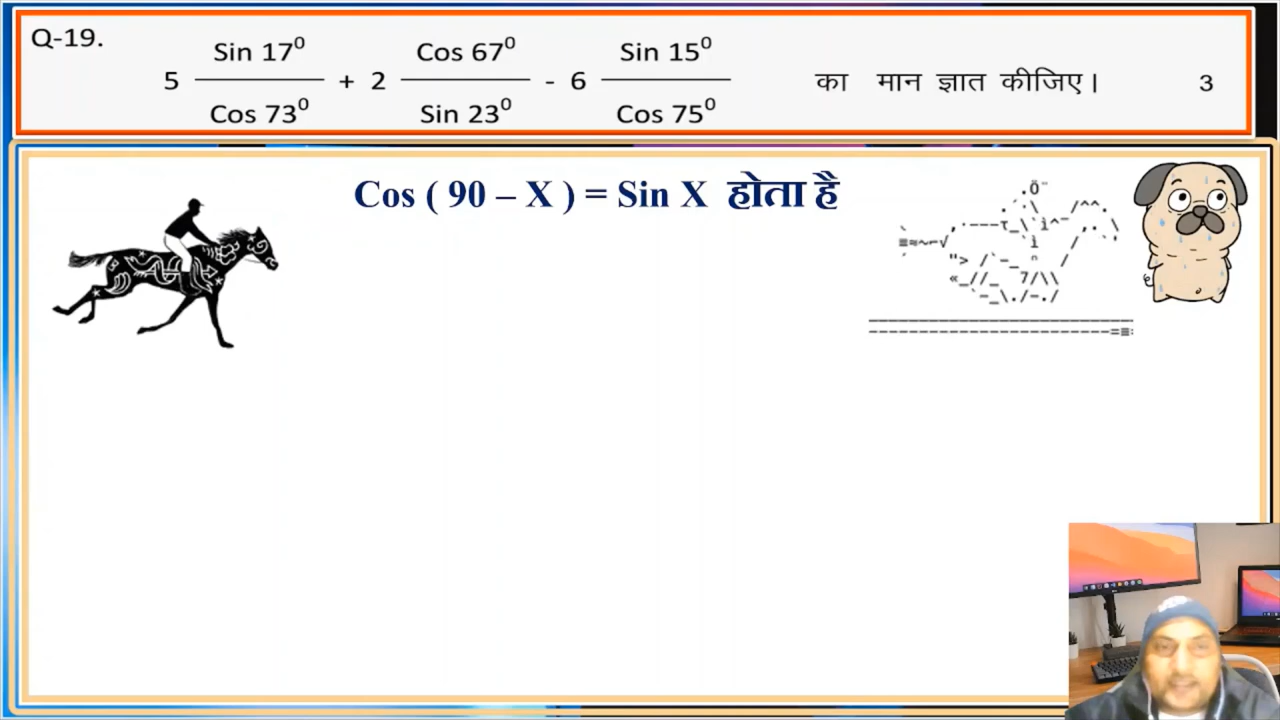 Q-19.
5 Sin 17⁰ / Cos 73⁰ + 2 Cos 67⁰ / Sin 23⁰ - 6 Sin 15⁰ / Cos 75⁰ का मान ज्ञात कीजिए। 3
Cos ( 90 – X ) = Sin X होता है